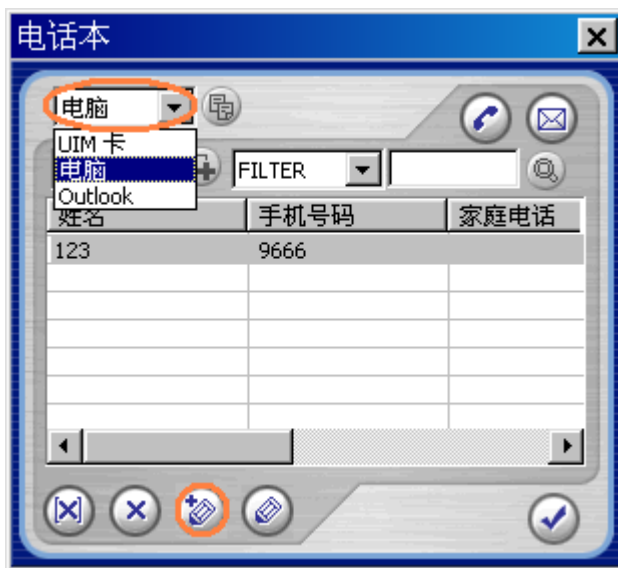 电话本
电脑
UIM 卡
电脑
Outlook
FILTER
姓名 手机号码 家庭电话
123 9666